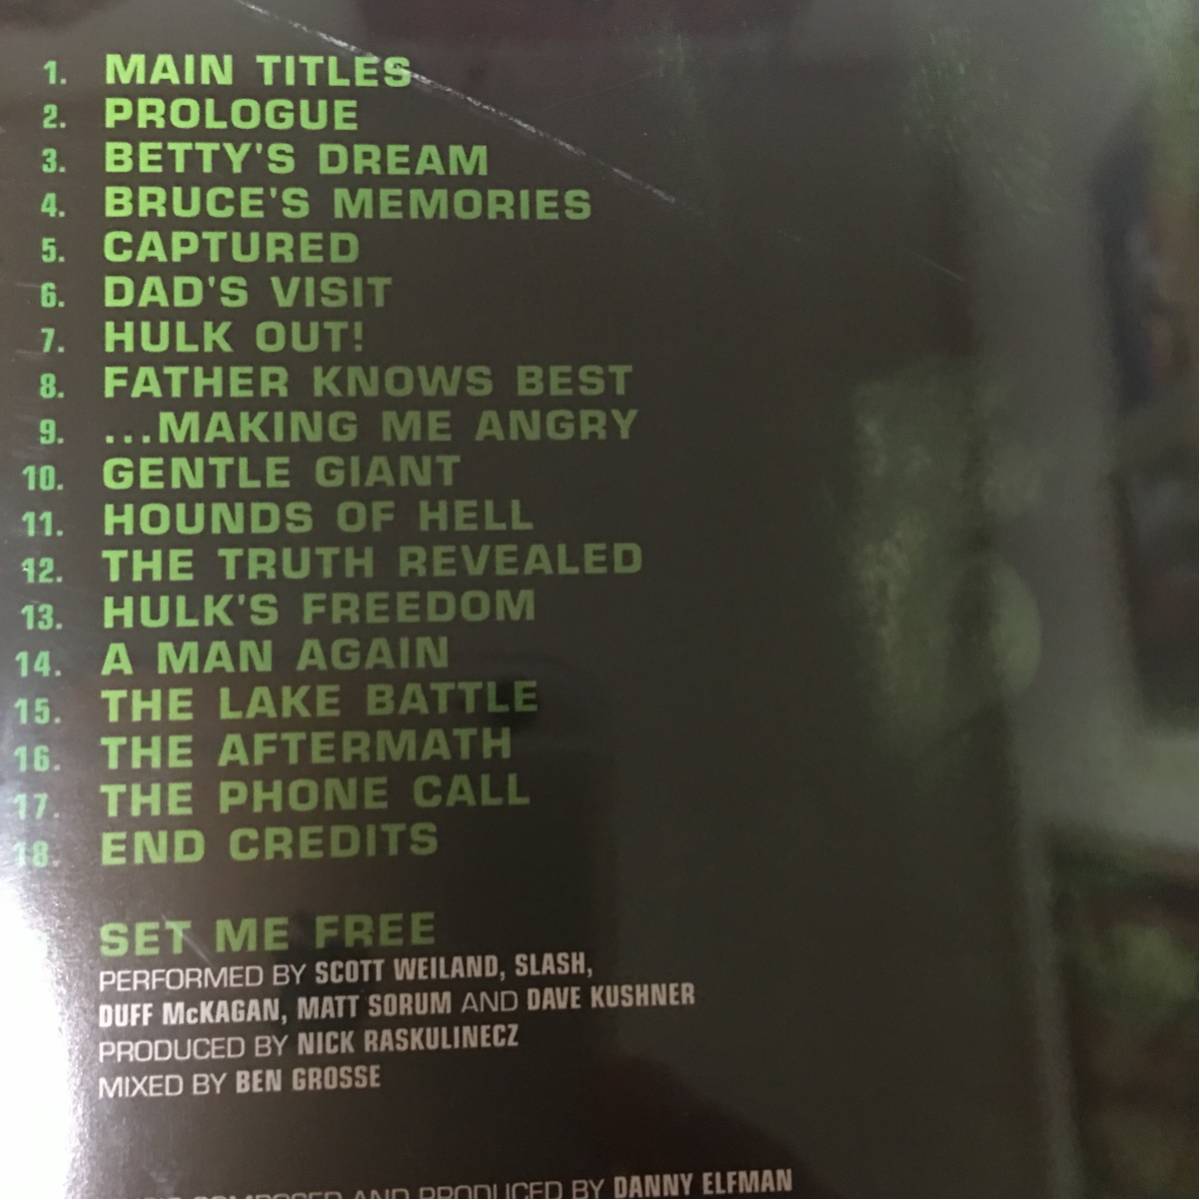 1. MAIN TITLES
2. PROLOGUE
3. BETTY'S DREAM
4. BRUCE'S MEMORIES
5. CAPTURED
6. DAD'S VISIT
7. HULK OUT!
8. FATHER KNOWS BEST
9. ...MAKING ME ANGRY
10. GENTLE GIANT
11. HOUNDS OF HELL
12. THE TRUTH REVEALED
13. HULK'S FREEDOM
14. A MAN AGAIN
15. THE LAKE BATTLE
16. THE AFTERMATH
17. THE PHONE CALL
18. END CREDITS
SET ME FREE
PERFORMED BY SCOTT WEILAND, SLASH,
DUFF McKAGAN, MATT SORUM AND DAVE KUSHNER
PRODUCED BY NICK RASKULINECZ
MIXED BY BEN GROSSE
COMPOSED AND PRODUCED BY DANNY ELFMAN